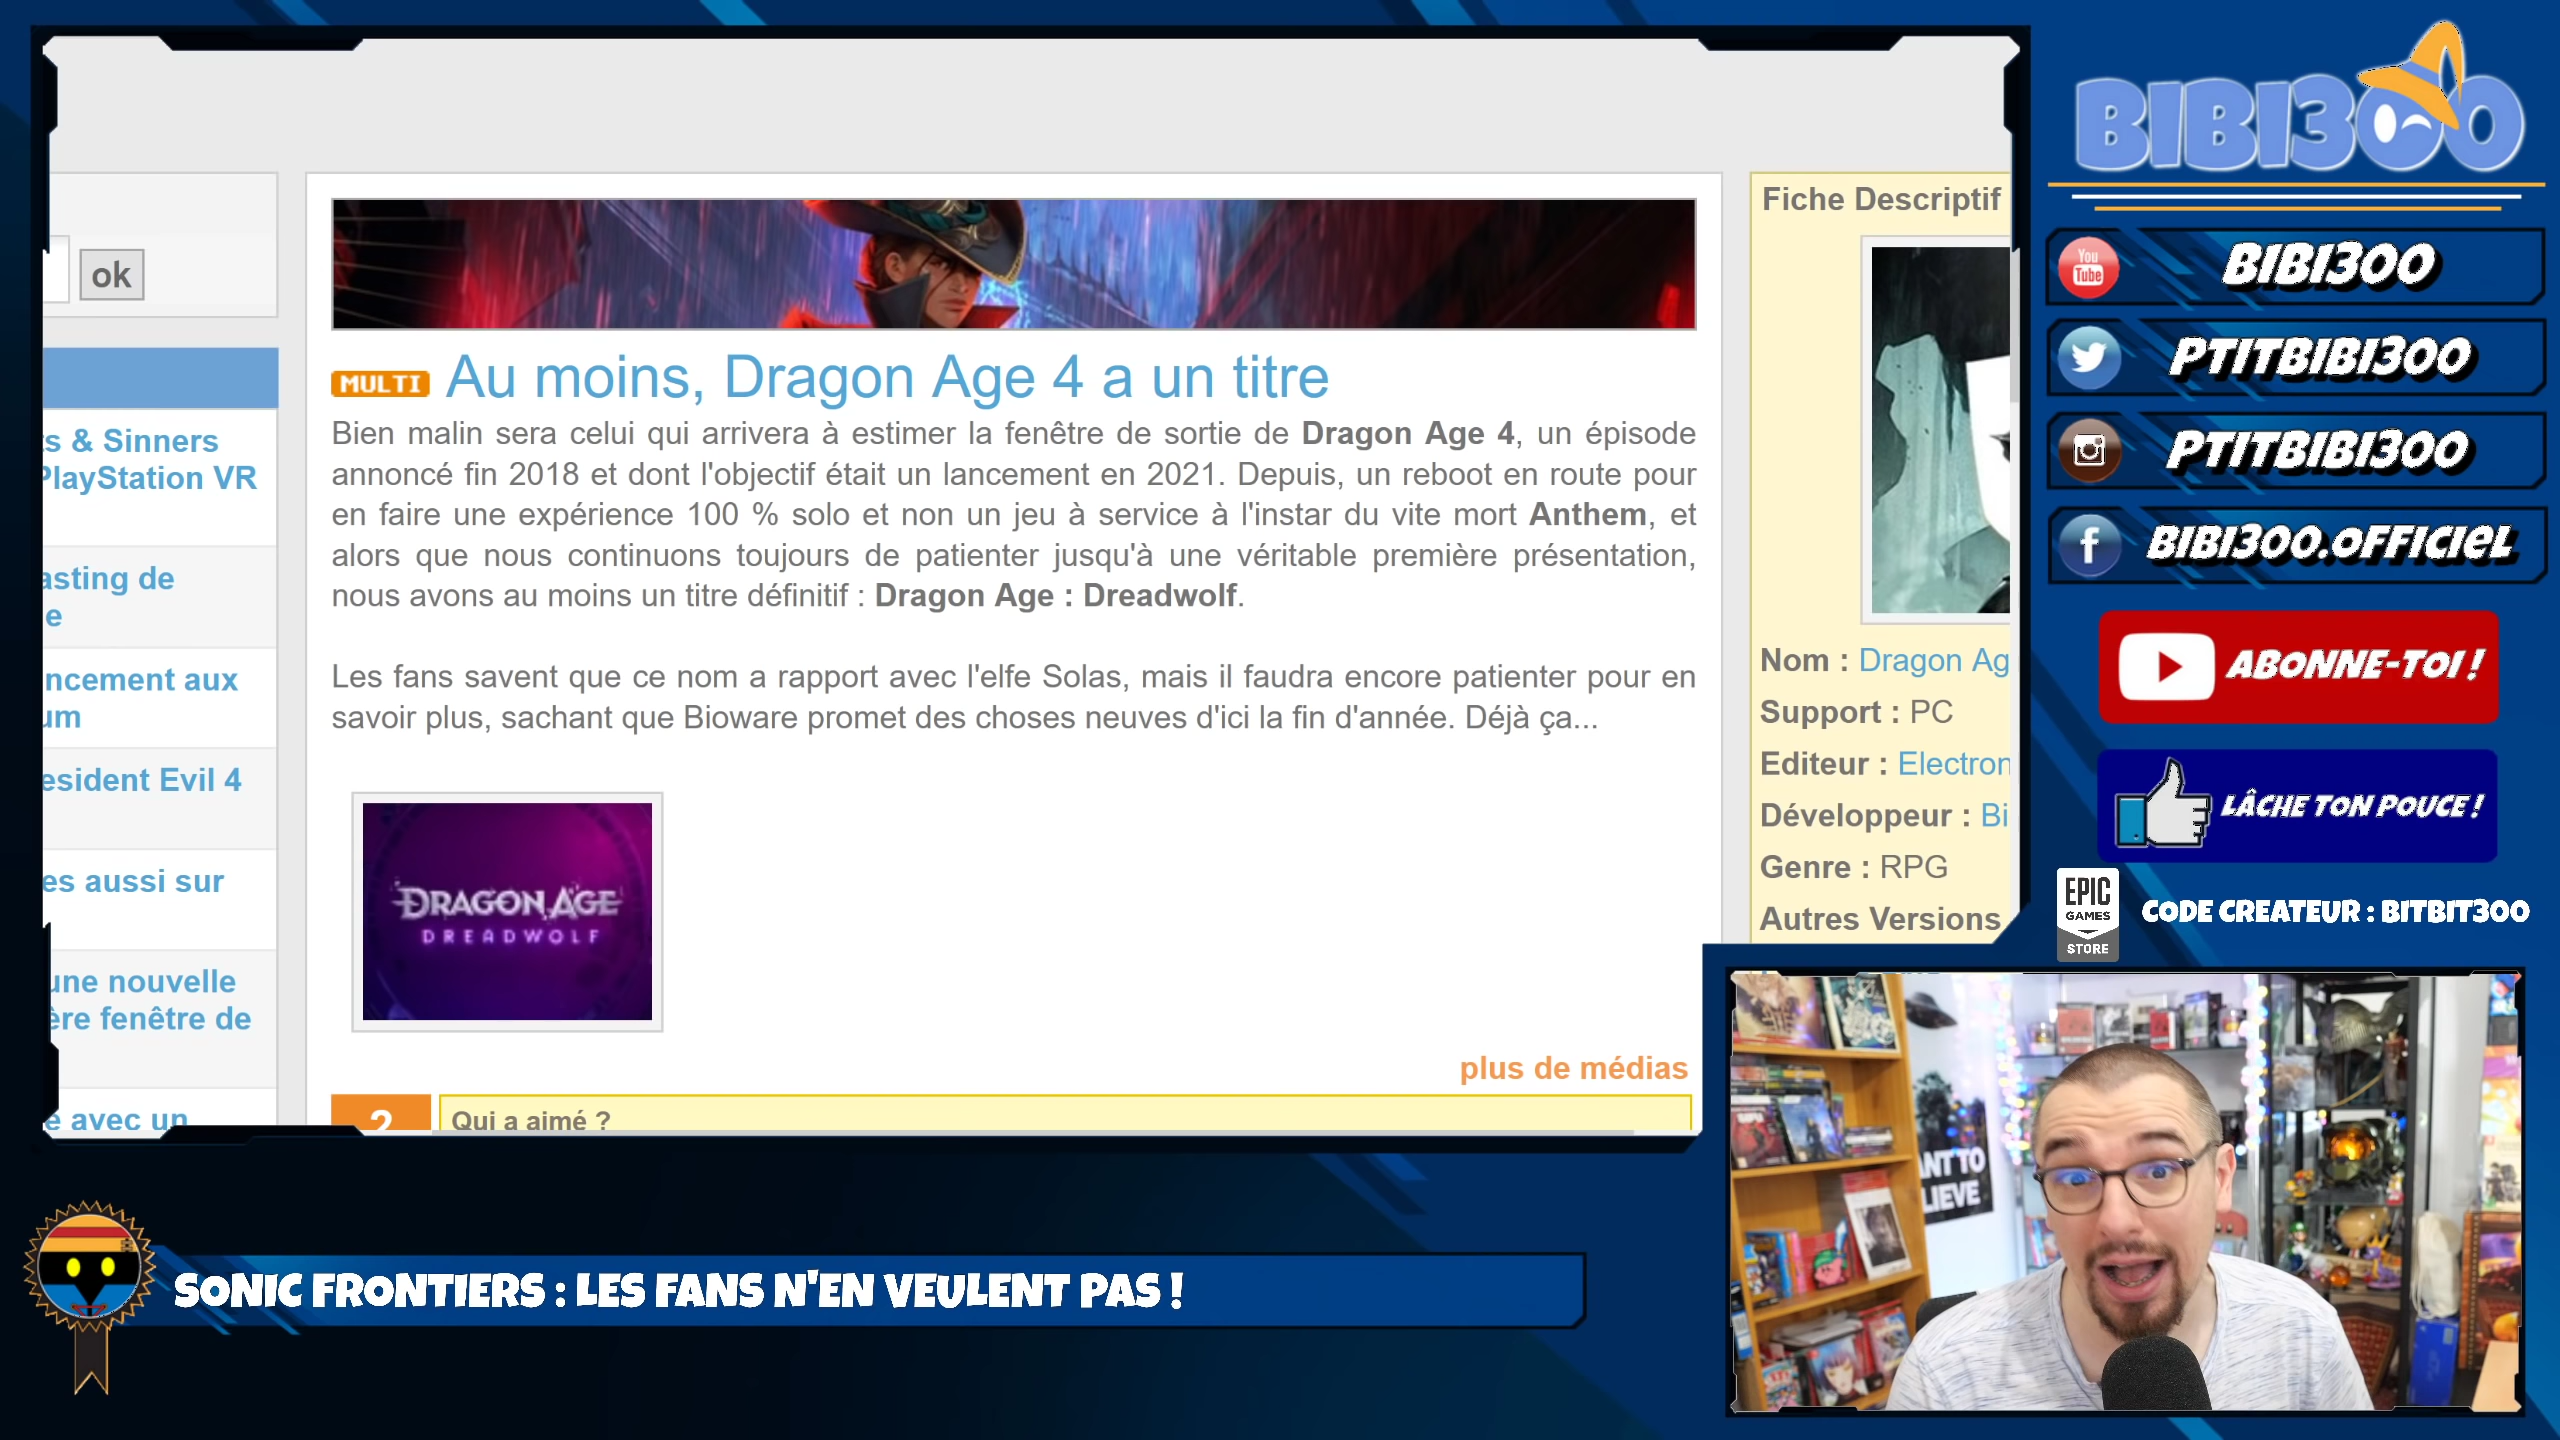 ok
ts & Sinners
PlayStation VR
asting de
e
ncement aux
um
esident Evil 4
es aussi sur
une nouvelle
ère fenêtre de
é avec un
MULTI Au moins, Dragon Age 4 a un titre
Bien malin sera celui qui arrivera à estimer la fenêtre de sortie de Dragon Age 4, un épisode
annoncé fin 2018 et dont l'objectif était un lancement en 2021. Depuis, un reboot en route pour
en faire une expérience 100 % solo et non un jeu à service à l'instar du vite mort Anthem, et
alors que nous continuons toujours de patienter jusqu'à une véritable première présentation,
nous avons au moins un titre définitif : Dragon Age : Dreadwolf.
Les fans savent que ce nom a rapport avec l'elfe Solas, mais il faudra encore patienter pour en
savoir plus, sachant que Bioware promet des choses neuves d'ici la fin d'année. Déjà ça...
DRAGON AGE
DREADWOLF
plus de médias
2 Qui a aimé ?
Fiche Descriptif
Nom : Dragon Ag
Support : PC
Editeur : Electron
Développeur : Bi
Genre : RPG
Autres Versions
BIBI300
You
Tube
BIBI300
PTITBIBI300
PTITBIBI300
f
BIBI300.OFFICIEL
ABONNE-TOI !
LÂCHE TON POUCE !
EPIC
GAMES
STORE
CODE CREATEUR : BITBIT300
ANT TO
LIEVE
SONIC FRONTIERS : LES FANS N'EN VEULENT PAS !